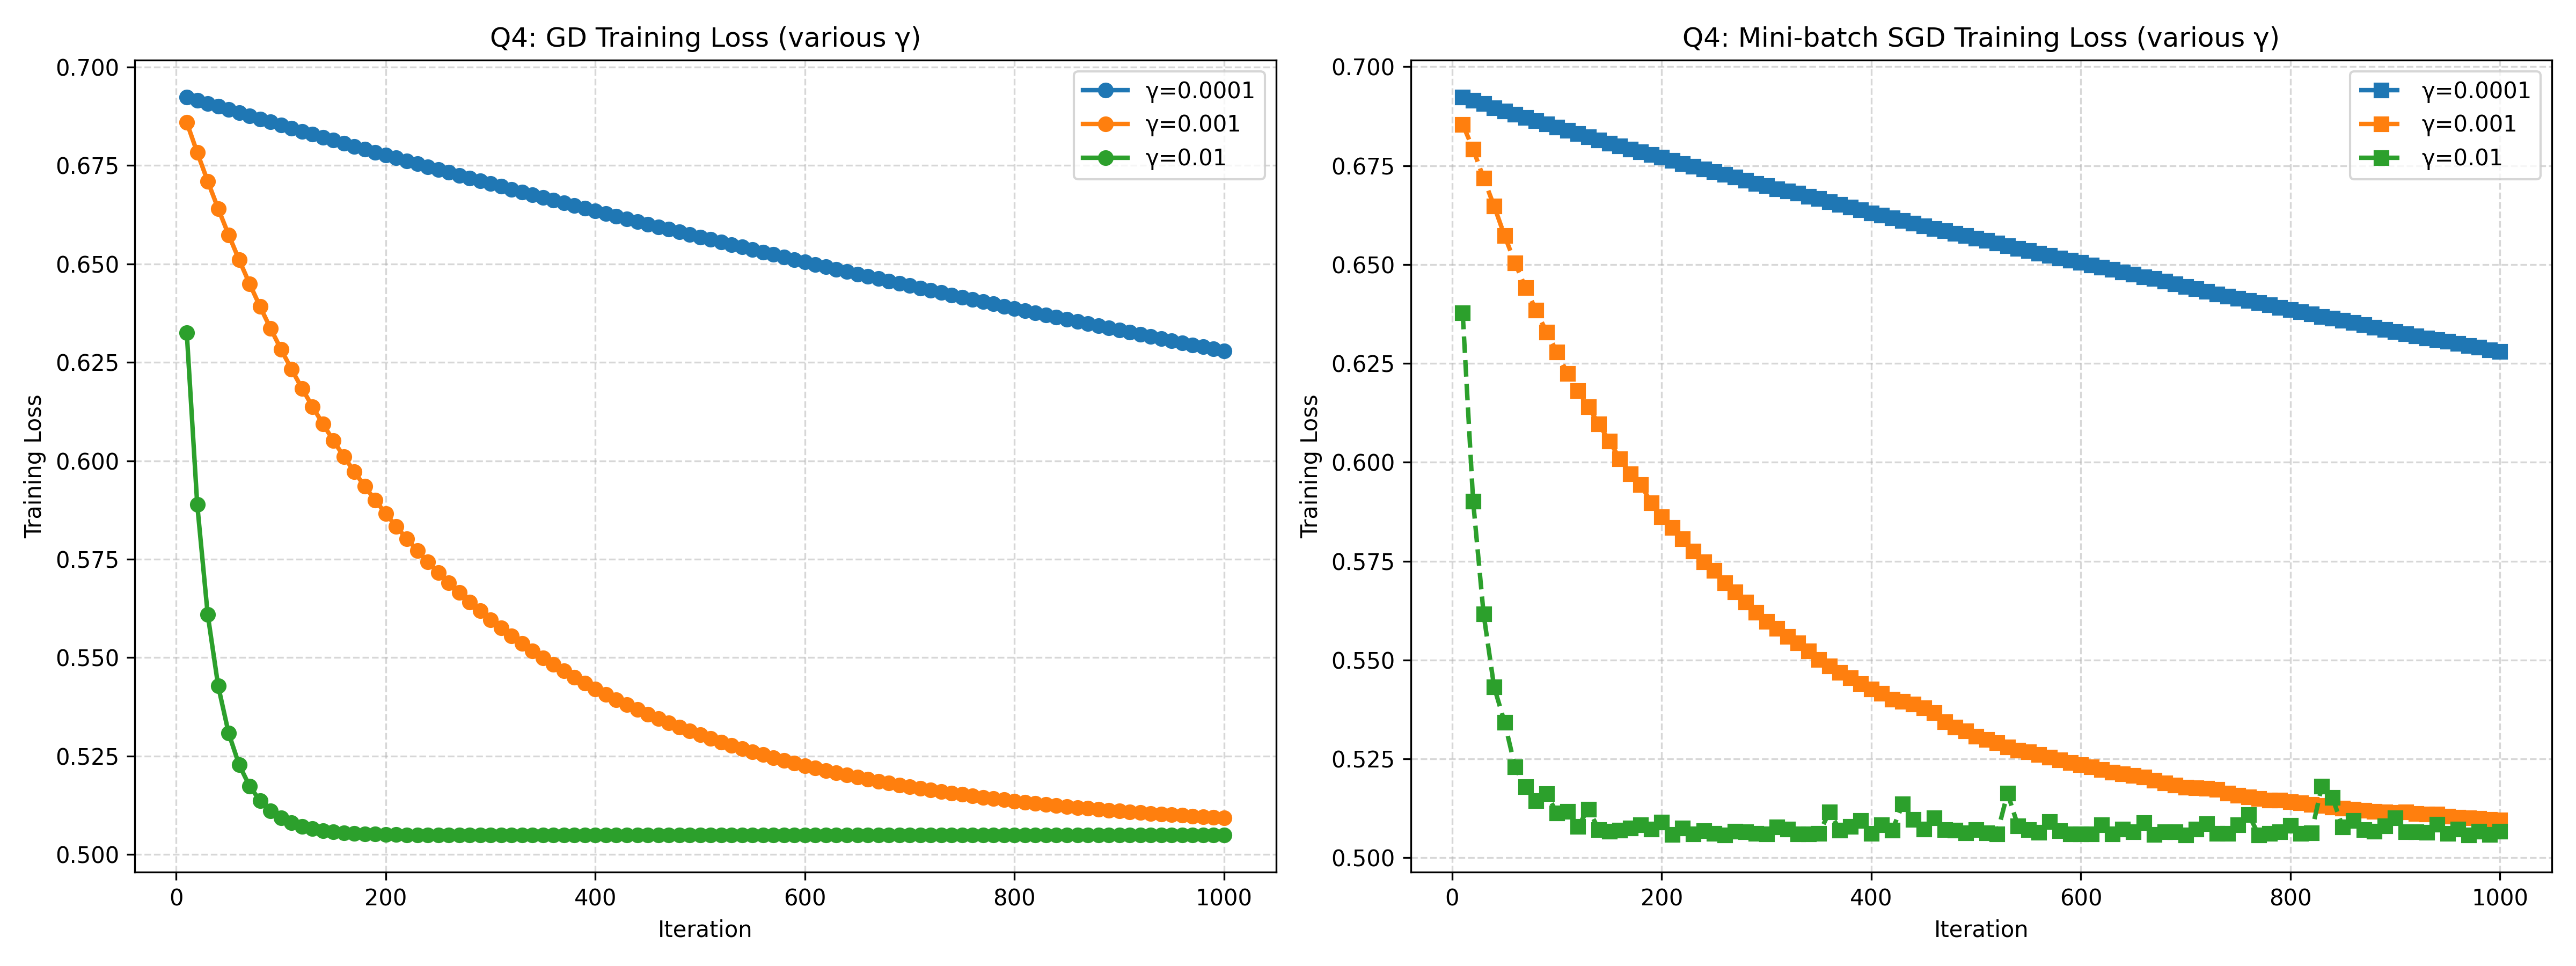 Q4: GD Training Loss (various γ)
γ=0.0001
γ=0.001
γ=0.01
0.700
0.675
0.650
0.625
0.600
0.575
0.550
0.525
0.500
Training Loss
0 200 400 600 800 1000
Iteration
Q4: Mini-batch SGD Training Loss (various γ)
γ=0.0001
γ=0.001
γ=0.01
0.700
0.675
0.650
0.625
0.600
0.575
0.550
0.525
0.500
Training Loss
0 200 400 600 800 1000
Iteration